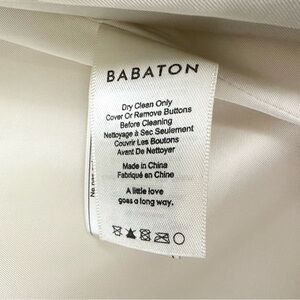 BABATON
Dry Clean Only
Cover Or Remove Buttons
Before Cleaning
Nettoyage à Sec Seulement
Couvrir Les Boutons
Avant De Nettoyer
Made in China
Fabriqué en Chine
A little love
goes a long way.